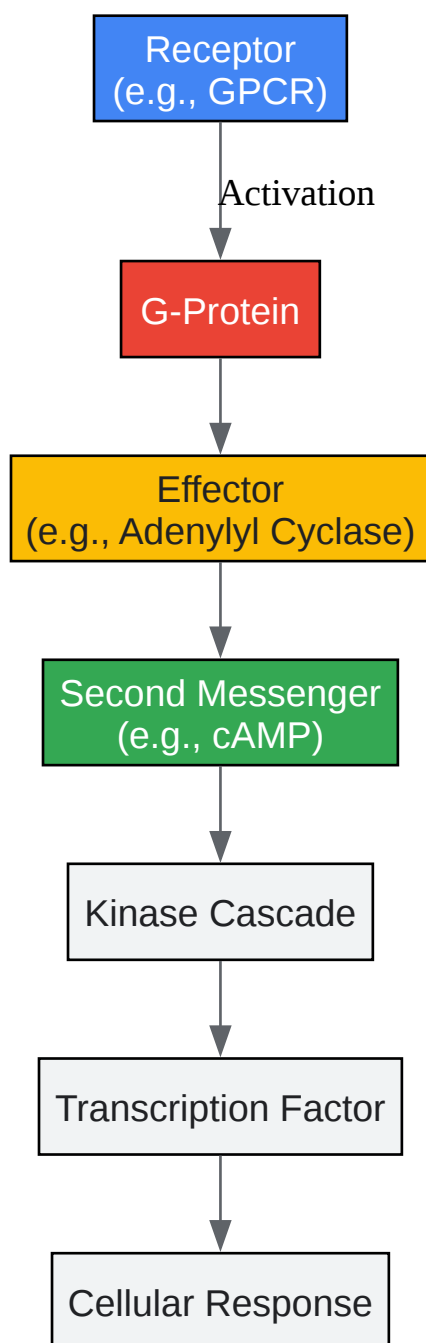 Receptor
(e.g., GPCR)
Activation
G-Protein
Effector
(e.g., Adenylyl Cyclase)
Second Messenger
(e.g., cAMP)
Kinase Cascade
Transcription Factor
Cellular Response